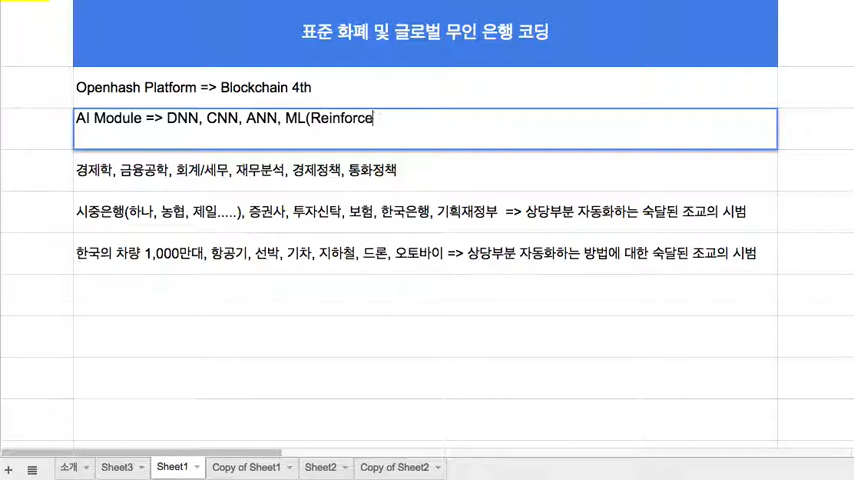 표준 화폐 및 글로벌 무인 은행 코딩
Openhash Platform => Blockchain 4th
AI Module => DNN, CNN, ANN, ML(Reinforce
경제학, 금융공학, 회계/세무, 재무분석, 경제정책, 통화정책
시중은행(하나, 농협, 제일.....), 증권사, 투자신탁, 보험, 한국은행, 기획재정부 => 상당부분 자동화하는 숙달된 조교의 시범
한국의 차량 1,000만대, 항공기, 선박, 기차, 지하철, 드론, 오토바이 => 상당부분 자동화하는 방법에 대한 숙달된 조교의 시범
소개 Sheet3 Sheet1 Copy of Sheet1 Sheet2 Copy of Sheet2